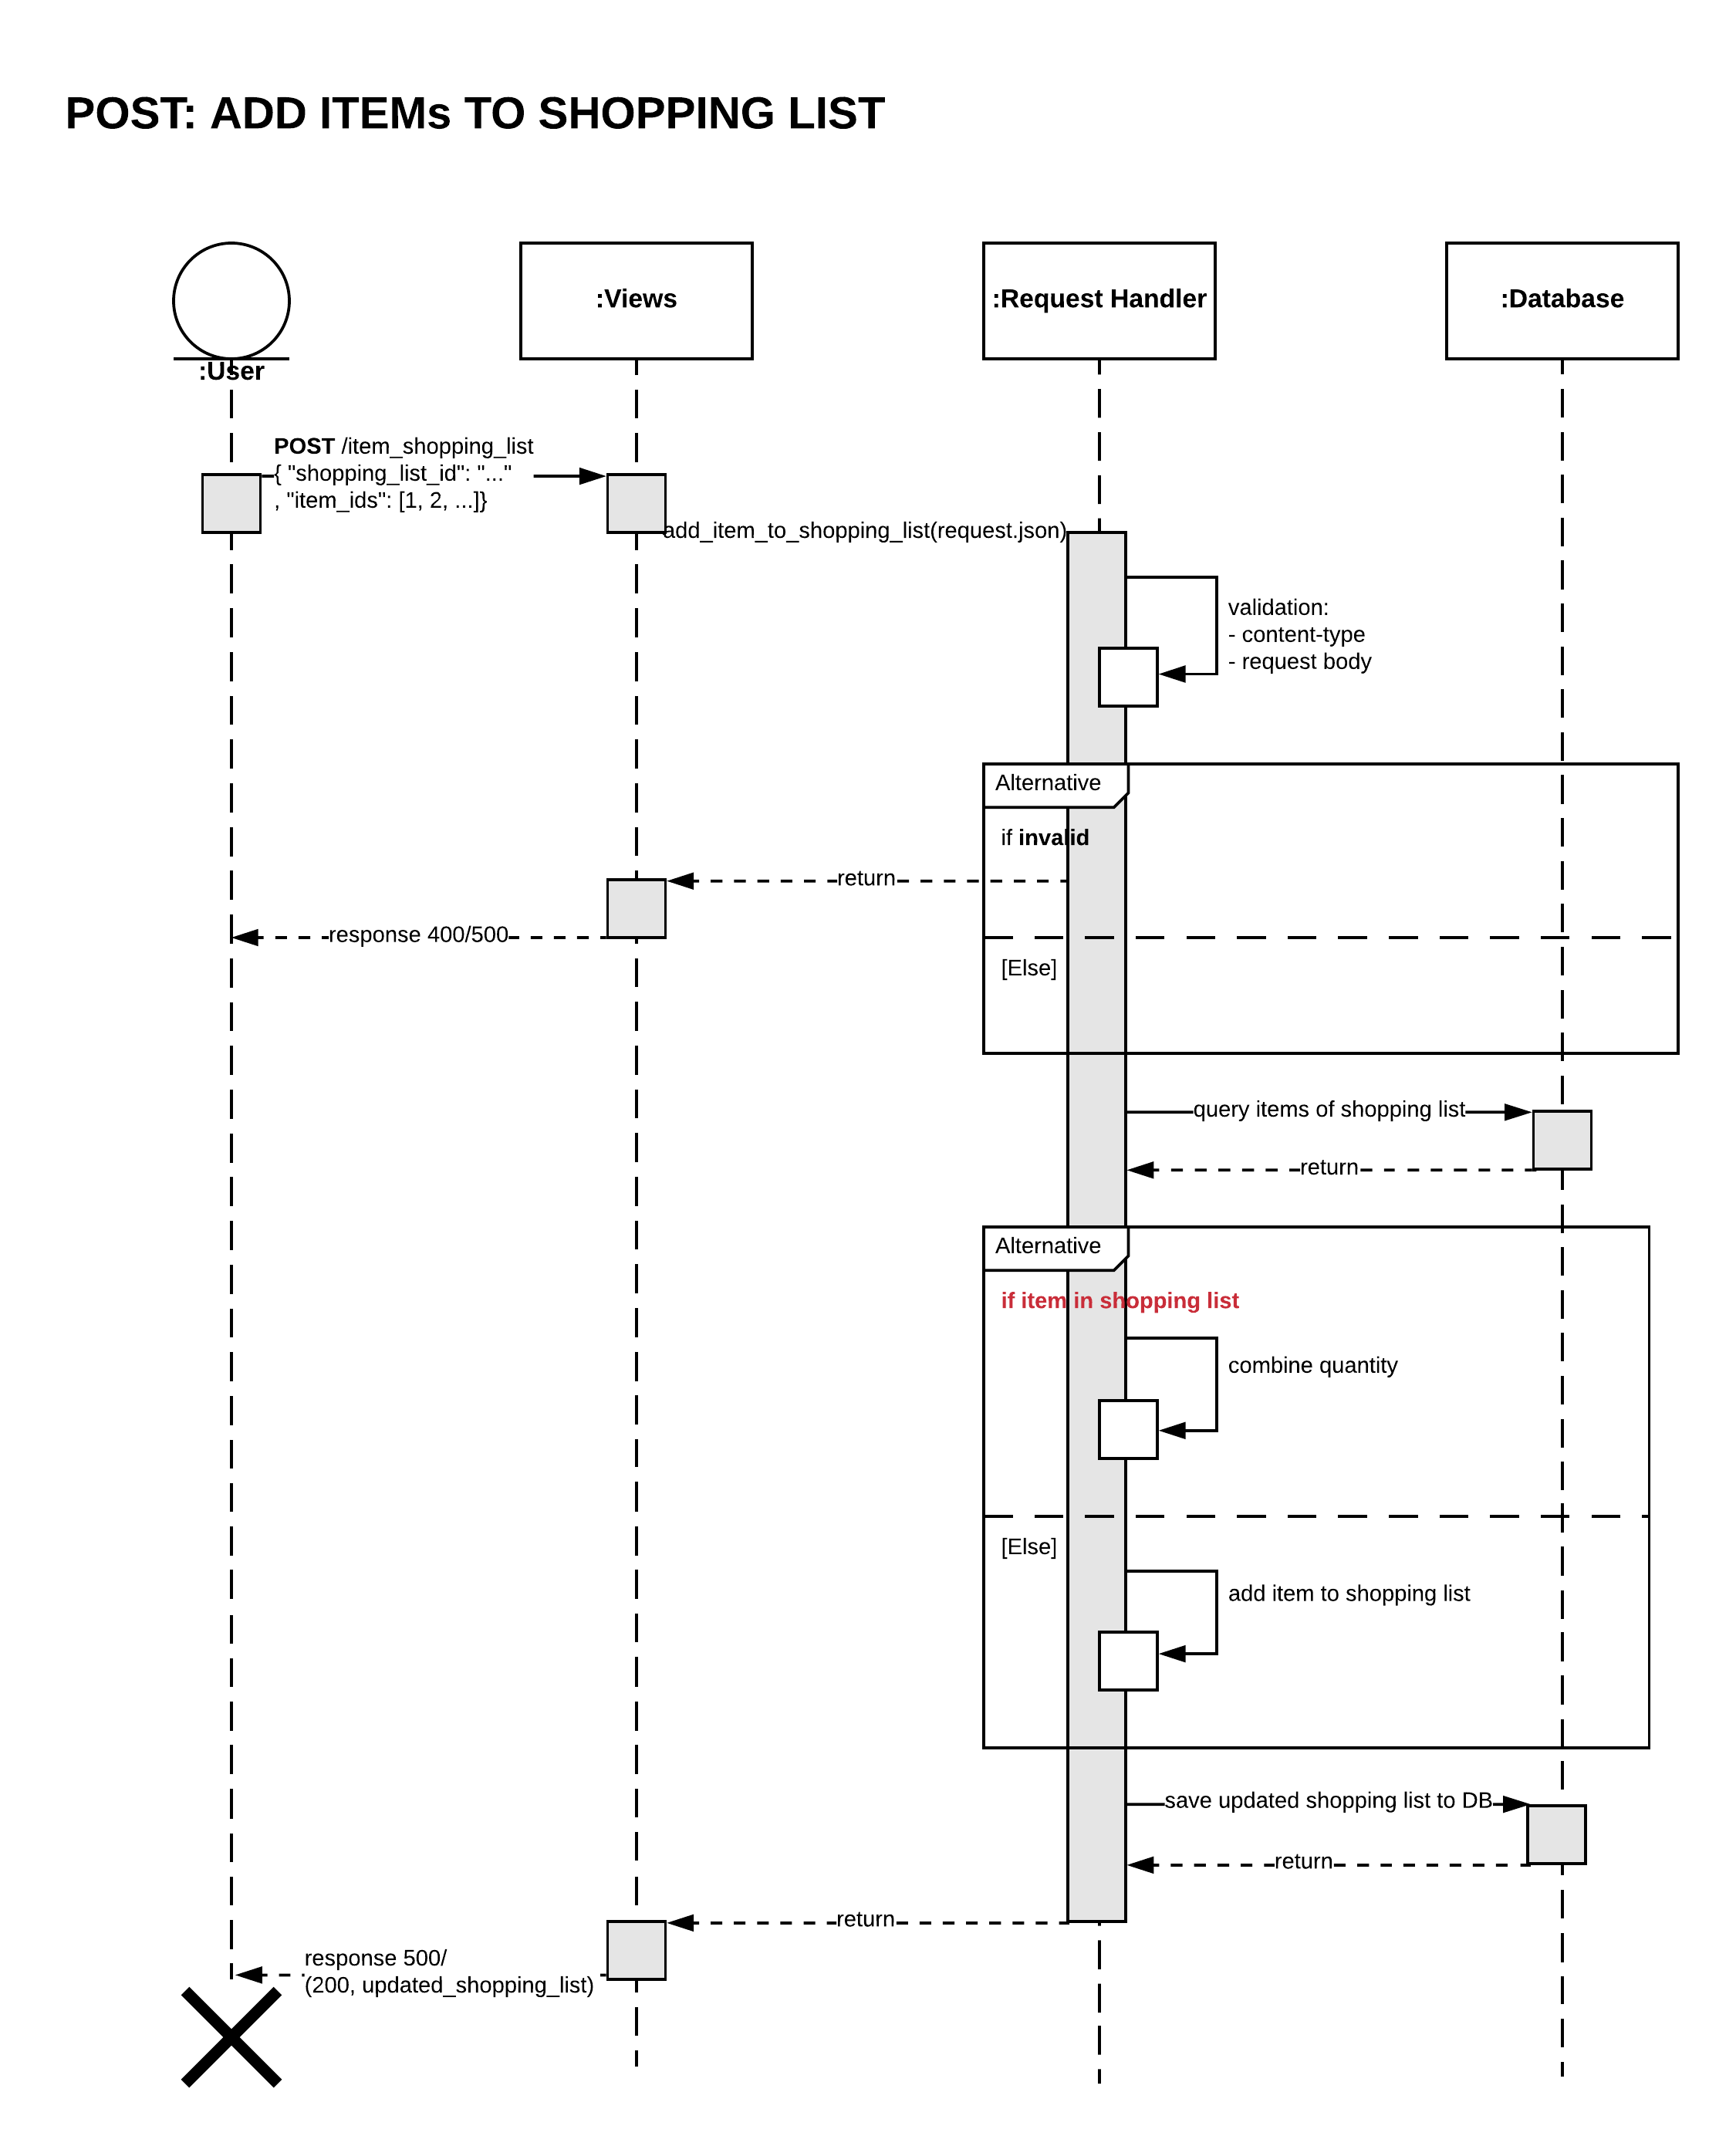 POST: ADD ITEMs TO SHOPPING LIST
:User
:Views
:Request Handler
:Database
POST /item_shopping_list
{ "shopping_list_id": "..."
, "item_ids": [1, 2, ...]}
add_item_to_shopping_list(request.json)
validation:
- content-type
- request body
Alternative
if invalid
return
response 400/500
[Else]
query items of shopping list
return
Alternative
if item in shopping list
combine quantity
[Else]
add item to shopping list
save updated shopping list to DB
return
return
response 500/
(200, updated_shopping_list)